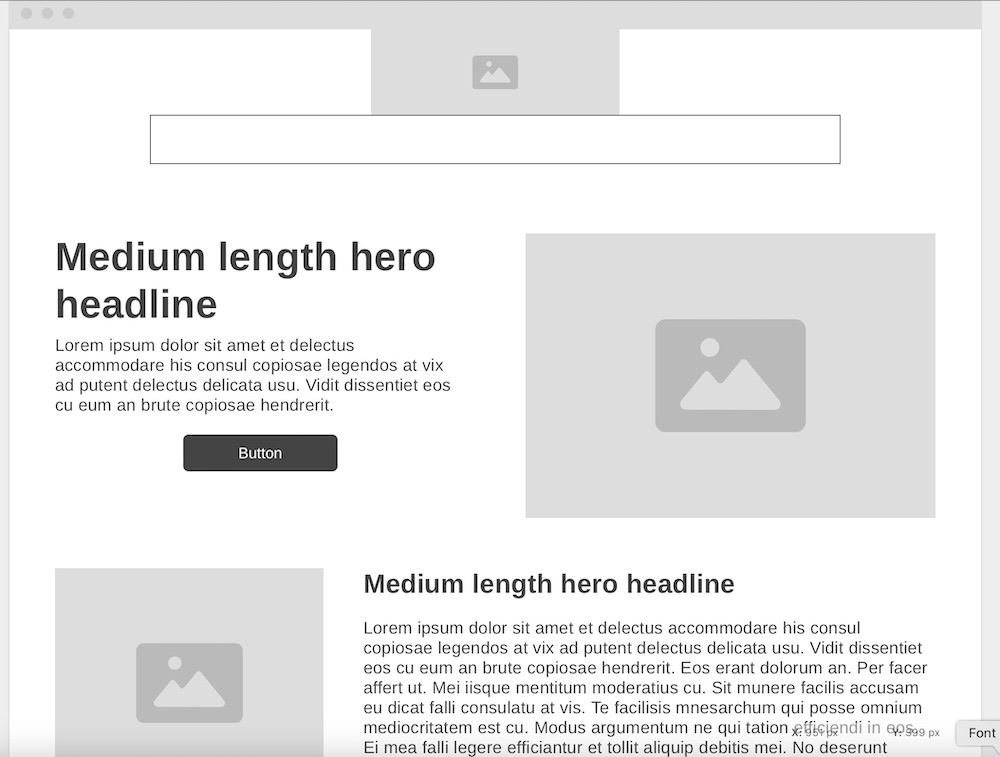 Medium length hero
headline
Lorem ipsum dolor sit amet et delectus
accommodare his consul copiosae legendos at vix
ad putent delectus delicata usu. Vidit dissentiet eos
cu eum an brute copiosae hendrerit.
Button
Medium length hero headline
Lorem ipsum dolor sit amet et delectus accommodare his consul
copiosae legendos at vix ad putent delectus delicata usu. Vidit dissentiet
eos cu eum an brute copiosae hendrerit. Eos erant dolorum an. Per facer
affert ut. Mei iisque mentitum moderatius cu. Sit munere facilis accusam
eu dicat falli consulatu at vis. Te facilisis mnesarchum qui posse omnium
mediocritatem est cu. Modus argumentum ne qui tation efficiendi in eos.
X: 951 px Y: 399 px
Font
Ei mea falli legere efficiantur et tollit aliquip debitis mei. No deserunt